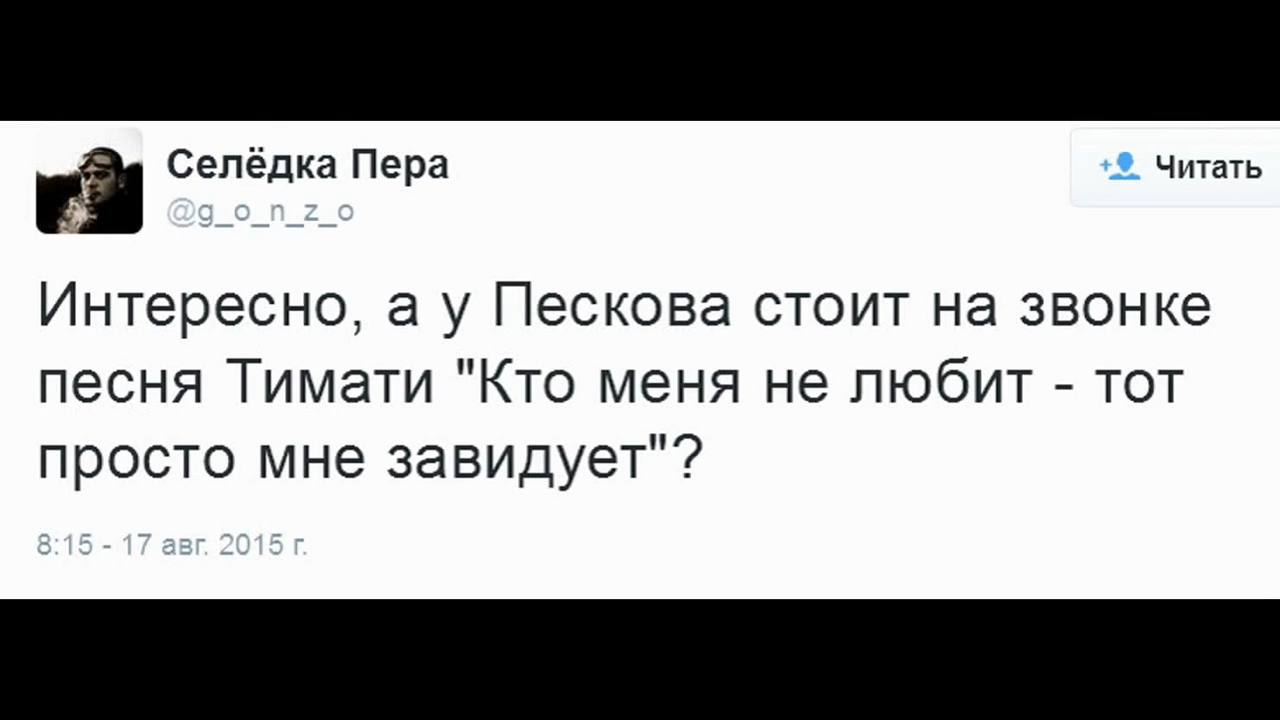 Селёдка Пера
@g_o_n_z_o
Читать
Интересно, а у Пескова стоит на звонке
песня Тимати "Кто меня не любит - тот
просто мне завидует"?
8:15 - 17 авг. 2015 г.